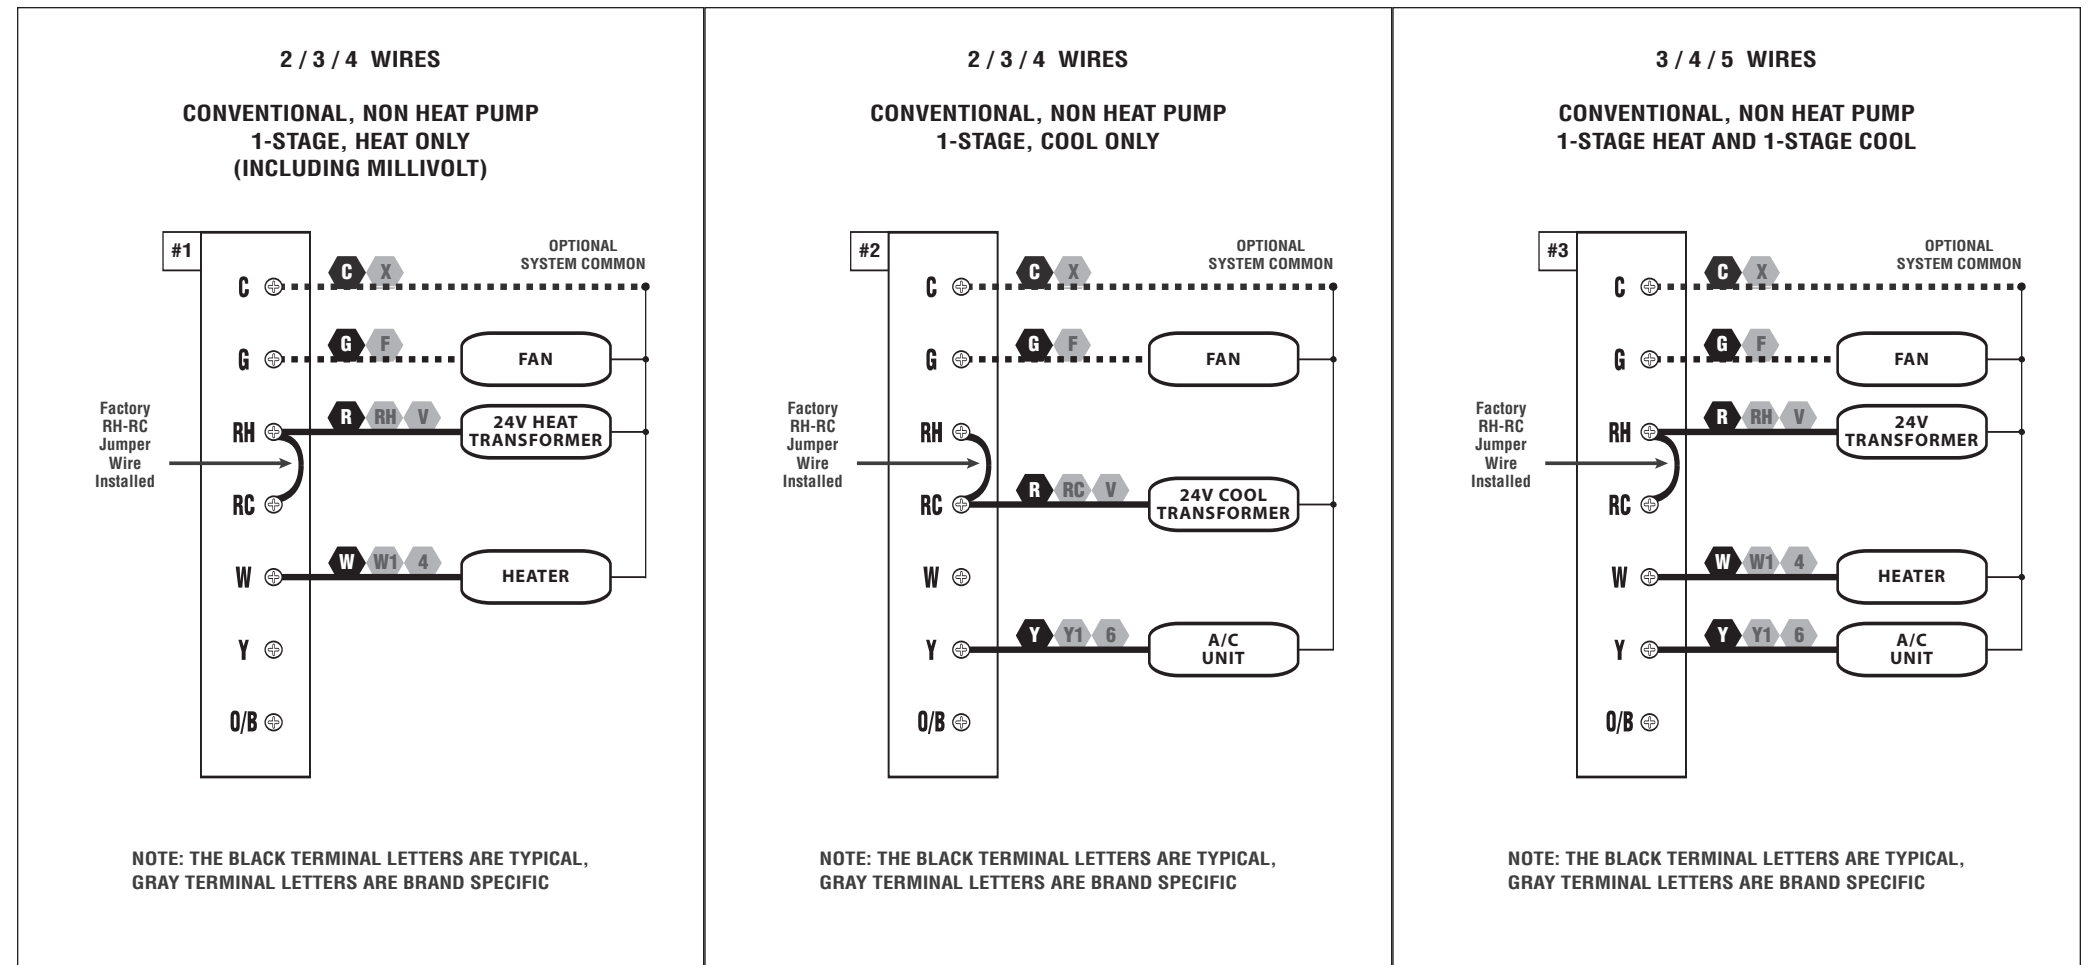 2 / 3 / 4 WIRES
CONVENTIONAL, NON HEAT PUMP
1-STAGE, HEAT ONLY
(INCLUDING MILLIVOLT)
#1
OPTIONAL
SYSTEM COMMON
C
C X
G
G F
FAN
Factory
RH-RC
Jumper
Wire
Installed
RH
R RH V
24V HEAT
TRANSFORMER
RC
W
W W1 4
HEATER
Y
O/B
NOTE: THE BLACK TERMINAL LETTERS ARE TYPICAL,
GRAY TERMINAL LETTERS ARE BRAND SPECIFIC
2 / 3 / 4 WIRES
CONVENTIONAL, NON HEAT PUMP
1-STAGE, COOL ONLY
#2
OPTIONAL
SYSTEM COMMON
C
C X
G
G F
FAN
Factory
RH-RC
Jumper
Wire
Installed
RH
RC
R RC V
24V COOL
TRANSFORMER
W
Y
Y Y1 6
A/C
UNIT
O/B
NOTE: THE BLACK TERMINAL LETTERS ARE TYPICAL,
GRAY TERMINAL LETTERS ARE BRAND SPECIFIC
3 / 4 / 5 WIRES
CONVENTIONAL, NON HEAT PUMP
1-STAGE HEAT AND 1-STAGE COOL
#3
OPTIONAL
SYSTEM COMMON
C
C X
G
G F
FAN
Factory
RH-RC
Jumper
Wire
Installed
RH
R RH V
24V
TRANSFORMER
RC
W
W W1 4
HEATER
Y
Y Y1 6
A/C
UNIT
O/B
NOTE: THE BLACK TERMINAL LETTERS ARE TYPICAL,
GRAY TERMINAL LETTERS ARE BRAND SPECIFIC